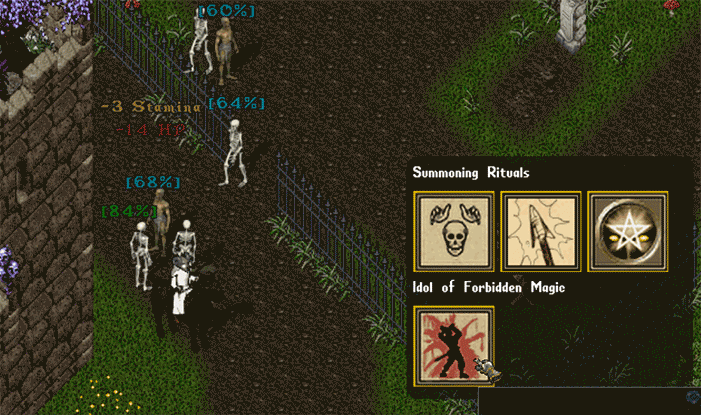 [60%]
-3 Stamina
[64%]
[68%]
[84%]
Summoning Rituals
Idol of Forbidden Magic